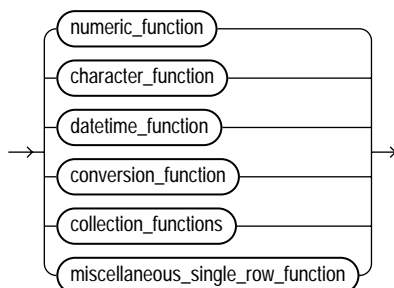 numeric_function
character_function
datetime_function
conversion_function
collection_functions
miscellaneous_single_row_function